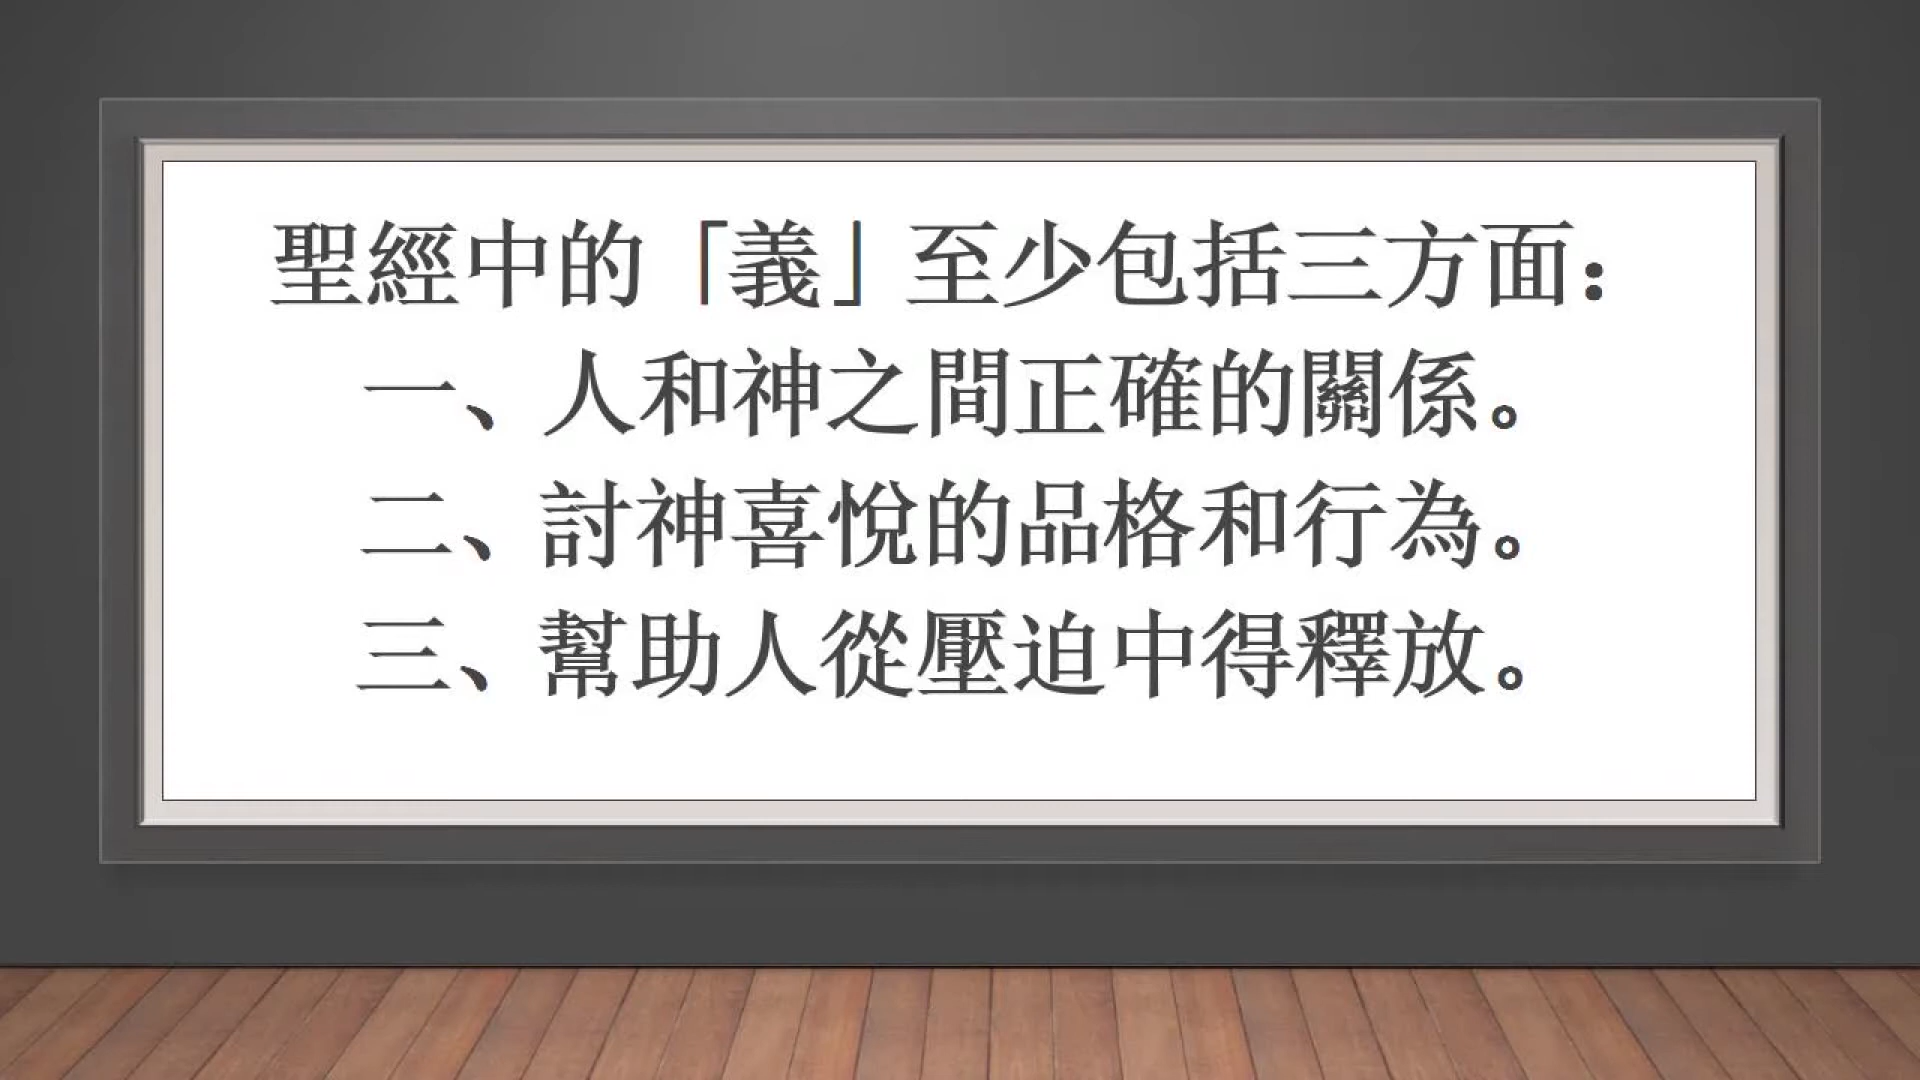 聖經中的「義」至少包括三方面：
一、人和神之間正確的關係。
二、討神喜悅的品格和行為。
三、幫助人從壓迫中得釋放。